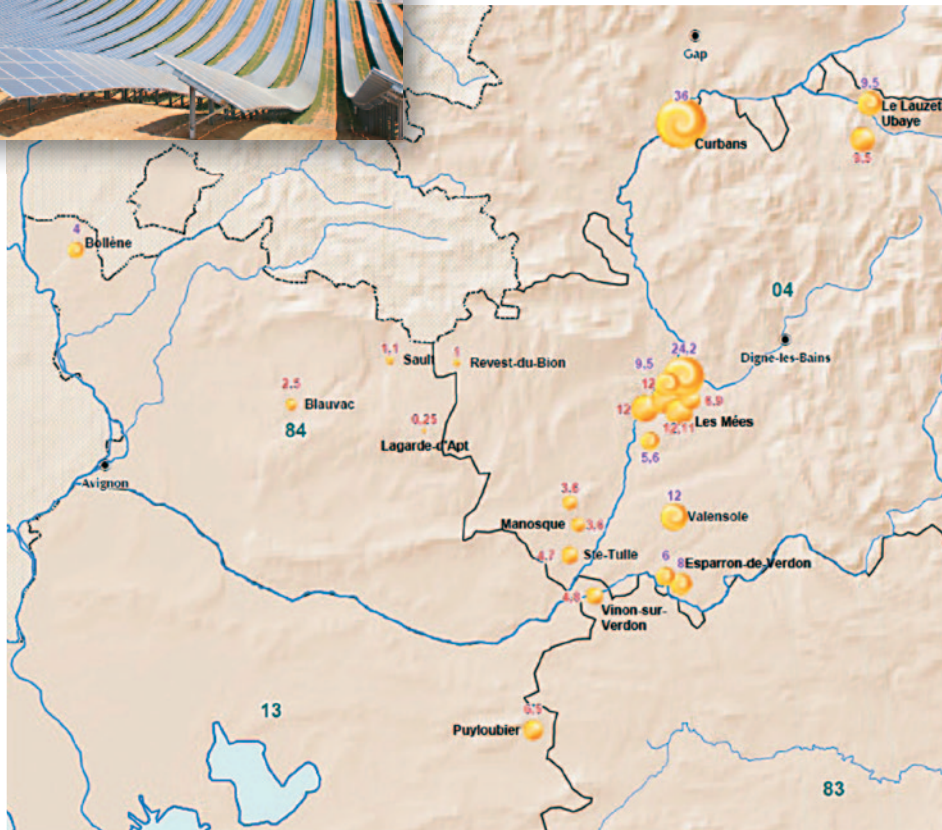 Gap
36
Curbans
9.5
Le Lauzet
Ubaye
9.5
4
Bollène
04
Digne-les-Bains
1,1
Sault
1
Revest-du-Bion
24,2
9.5
12
12
6.9
Les Mées
12,11
5,6
2.5
Blauvac
84
0,25
Lagarde-d'Apt
Avignon
3.6
Manosque
3.6
12
Valensole
4.7
Ste-Tulle
6
8
Esparron-de-Verdon
4.8
Vinon-sur-
Verdon
13
Puyloubier
83